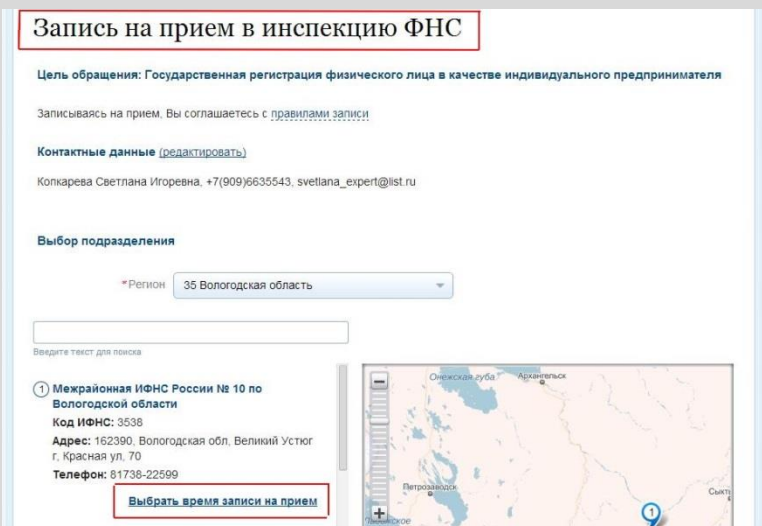 Запись на прием в инспекцию ФНС
Цель обращения: Государственная регистрация физического лица в качестве индивидуального предпринимателя
Записываясь на прием, Вы соглашаетесь с правилами записи
Контактные данные (редактировать)
Копкарева Светлана Игоревна, +7(909)6635543, svetlana_expert@list.ru
Выбор подразделения
*Регион 35 Вологодская область
Введите текст для поиска
1 Межрайонная ИФНС России № 10 по
Вологодской области
Код ИФНС: 3538
Адрес: 162390, Вологодская обл, Великий Устюг
г, Красная ул, 70
Телефон: 81738-22599
Выбрать время записи на прием
Онежская губа
Архангельск
Петрозаводск
Сыкты
1